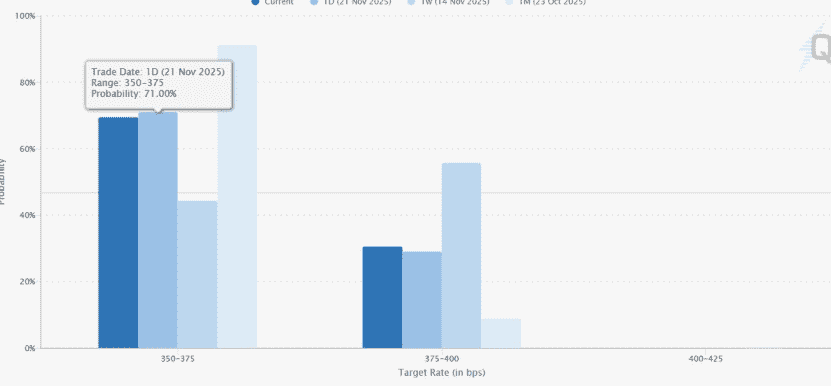 Current 1D (21 Nov 2025) 1W (14 Nov 2025) 1M (23 Oct 2025)
100%
Trade Date: 1D (21 Nov 2025)
Range: 350-375
Probability: 71.00%
80%
60%
40%
20%
0%
Probability
350-375 375-400 400-425
Target Rate (in bps)
Q